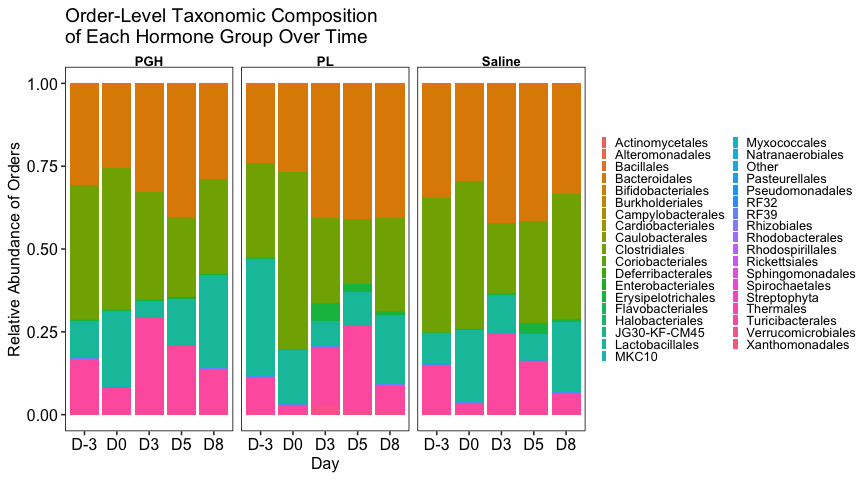 Order-Level Taxonomic Composition
of Each Hormone Group Over Time
PGH
PL
Saline
Relative Abundance of Orders
1.00
0.75
0.50
0.25
0.00
D-3 D0 D3 D5 D8
D-3 D0 D3 D5 D8
D-3 D0 D3 D5 D8
Day
Actinomycetales
Alteromonadales
Bacillales
Bacteroidales
Bifidobacteriales
Burkholderiales
Campylobacterales
Cardiobacteriales
Caulobacterales
Clostridiales
Coriobacteriales
Deferribacterales
Enterobacteriales
Erysipelotrichales
Flavobacteriales
Halobacteriales
JG30-KF-CM45
Lactobacillales
MKC10
Myxococcales
Natranaerobiales
Other
Pasteurellales
Pseudomonadales
RF32
RF39
Rhizobiales
Rhodobacterales
Rhodospirillales
Rickettsiales
Sphingomonadales
Spirochaetales
Streptophyta
Thermales
Turicibacterales
Verrucomicrobiales
Xanthomonadales